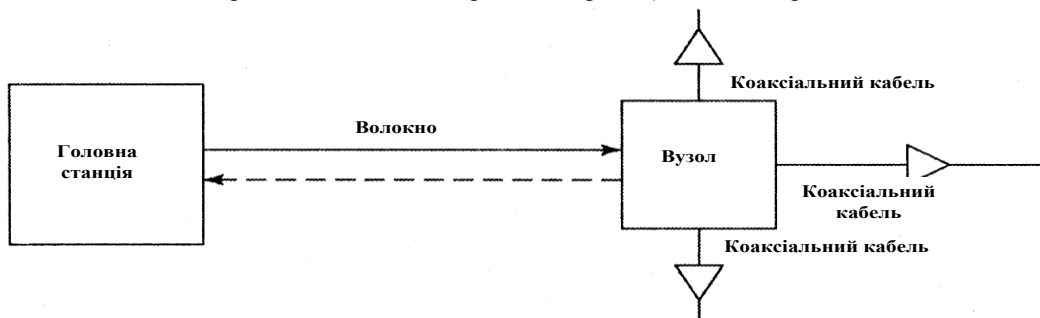 Коаксіальний кабель
Волокно
Головна
станція
Вузол
Коаксіальний
кабель
Коаксіальний кабель